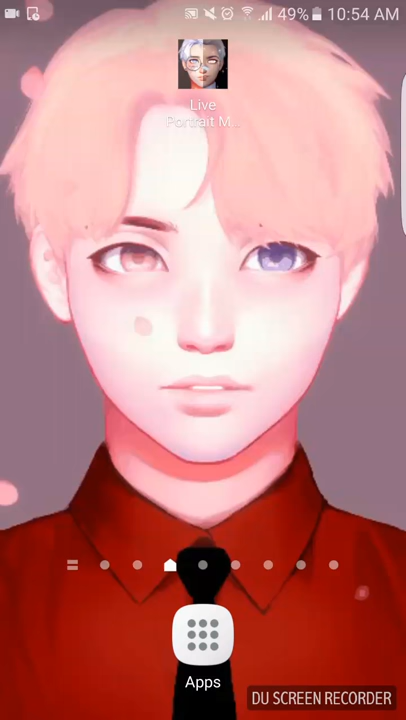 49% 10:54 AM
Live
Portrait M...
Apps
DU SCREEN RECORDER